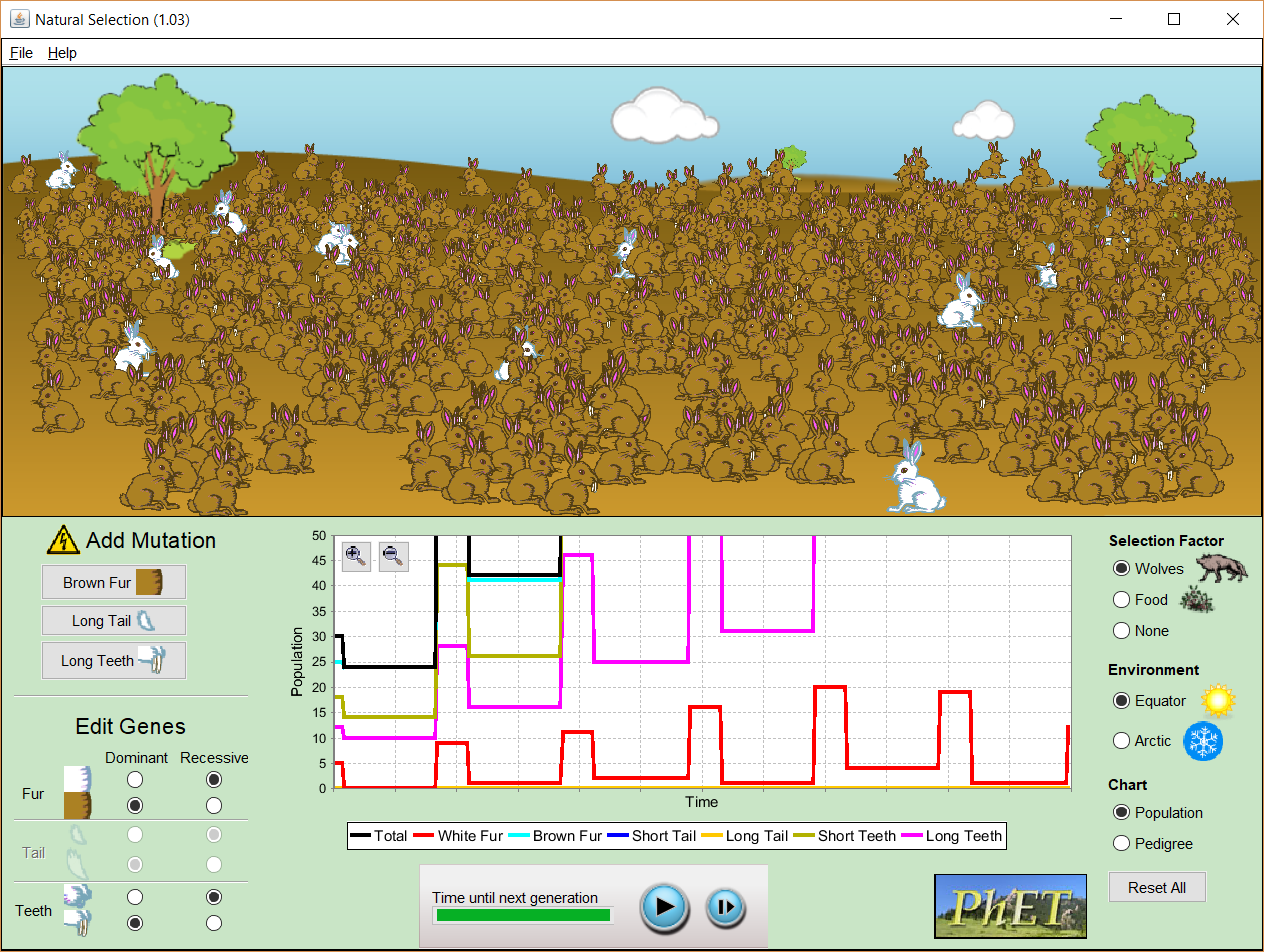 Natural Selection (1.03)
File Help
Add Mutation
Brown Fur
Long Tail
Long Teeth
Edit Genes
Dominant Recessive
Fur
Tail
Teeth
50
45
40
35
30
25
20
15
10
5
0
Population
Time
Total White Fur Brown Fur Short Tail Long Tail Short Teeth Long Teeth
Time until next generation
PhET
Selection Factor
Wolves
Food
None
Environment
Equator
Arctic
Chart
Population
Pedigree
Reset All